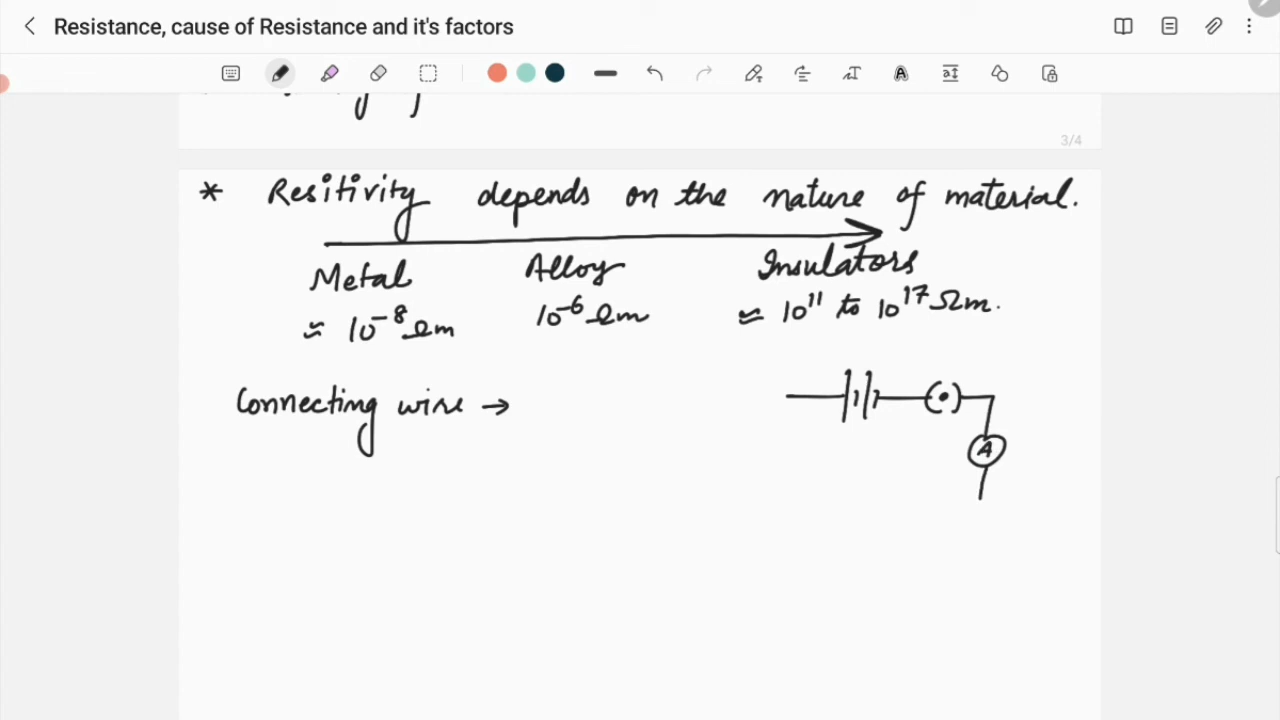 Resistance, cause of Resistance and it's factors
3/4
* Resitivity depends on the nature of material.
Metal Alloy Insulators
≈ 10⁻⁸ Ωm 10⁻⁶ Ωm ≈ 10¹¹ to 10¹⁷ Ωm.
Connecting wire →
A